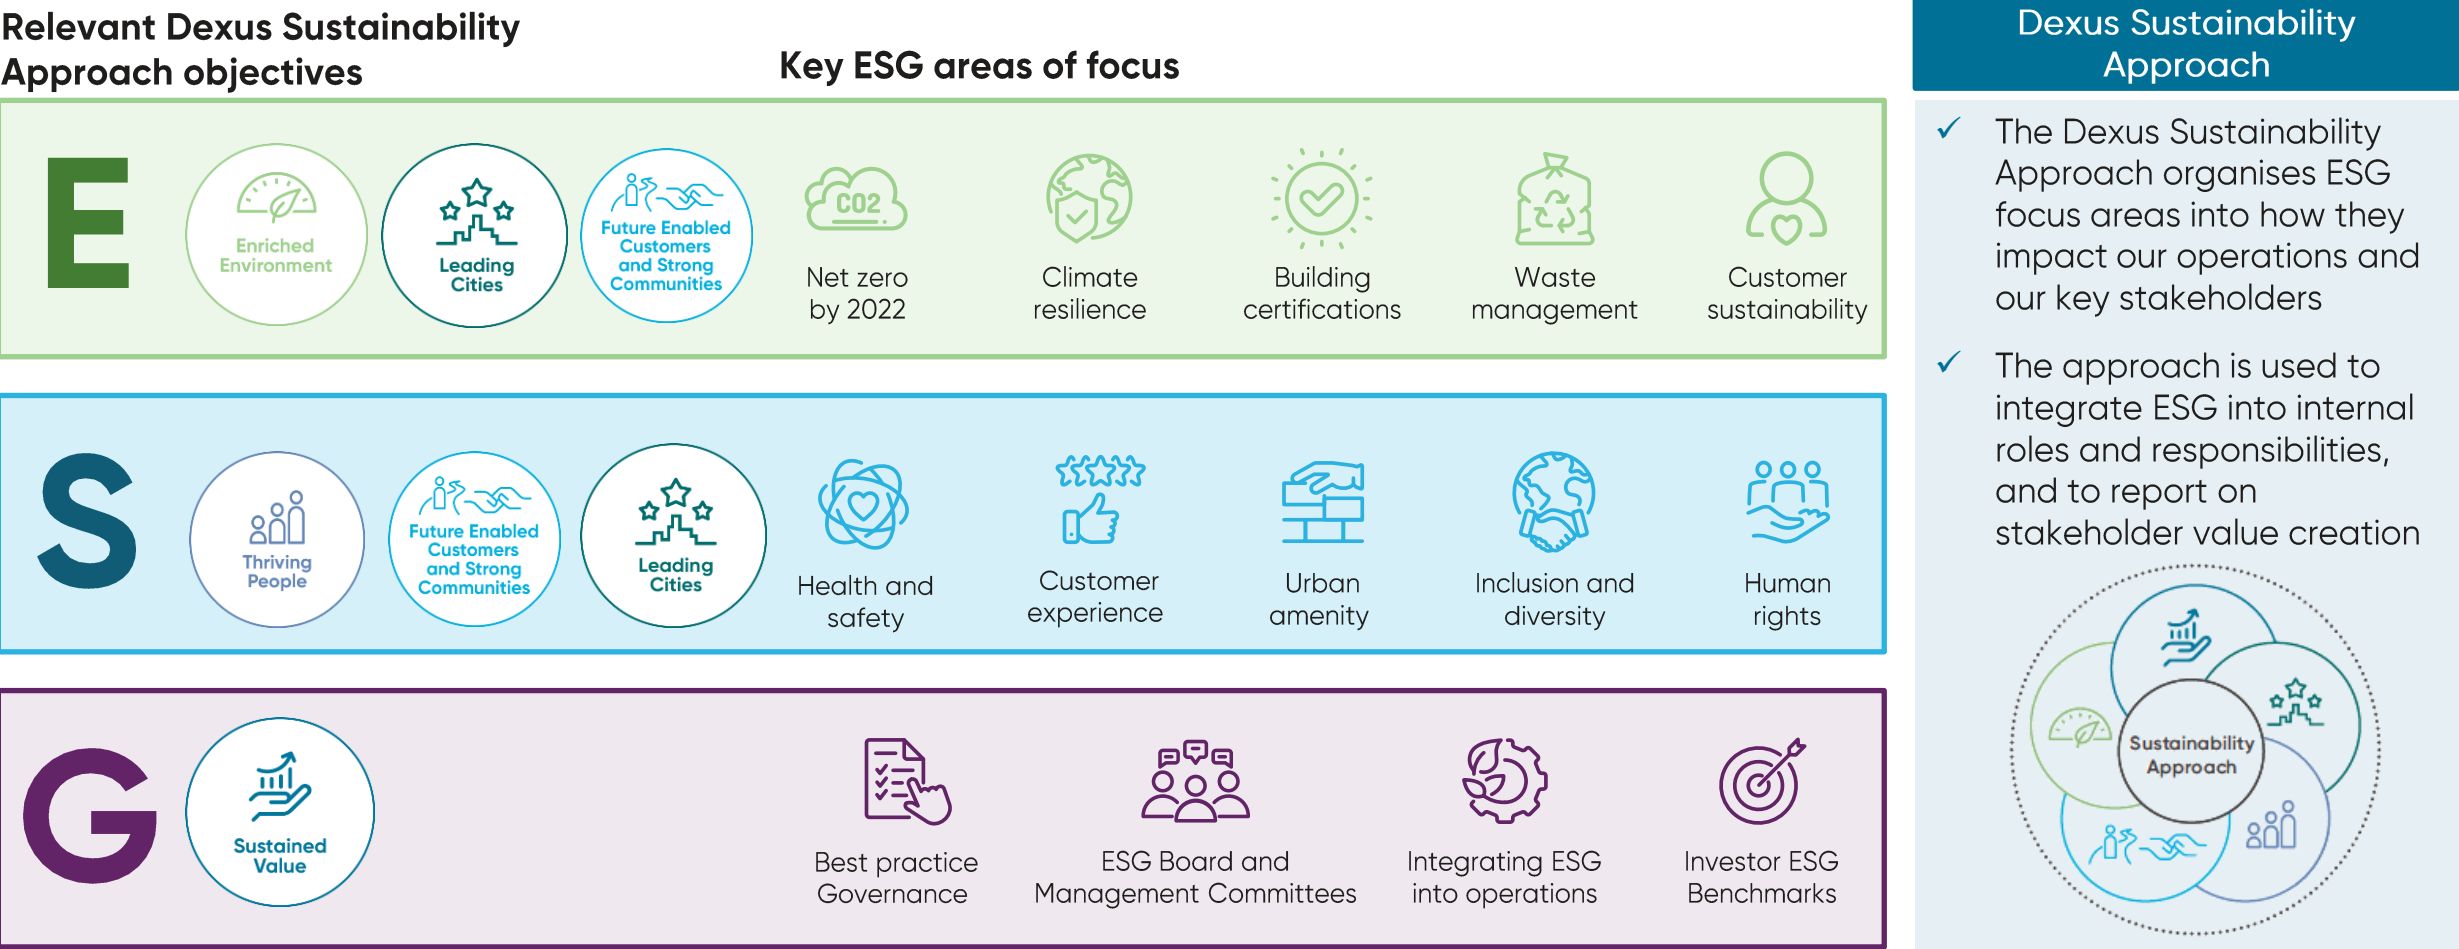 Relevant Dexus Sustainability
Approach objectives
Key ESG areas of focus
E
Enriched
Environment
Leading
Cities
Future Enabled
Customers
and Strong
Communities
CO2
Net zero
by 2022
Climate
resilience
Building
certifications
Waste
management
Customer
sustainability
S
Thriving
People
Future Enabled
Customers
and Strong
Communities
Leading
Cities
Health and
safety
Customer
experience
Urban
amenity
Inclusion and
diversity
Human
rights
G
Sustained
Value
Best practice
Governance
ESG Board and
Management Committees
Integrating ESG
into operations
Investor ESG
Benchmarks
Dexus Sustainability
Approach
The Dexus Sustainability
Approach organises ESG
focus areas into how they
impact our operations and
our key stakeholders
The approach is used to
integrate ESG into internal
roles and responsibilities,
and to report on
stakeholder value creation
Sustainability
Approach